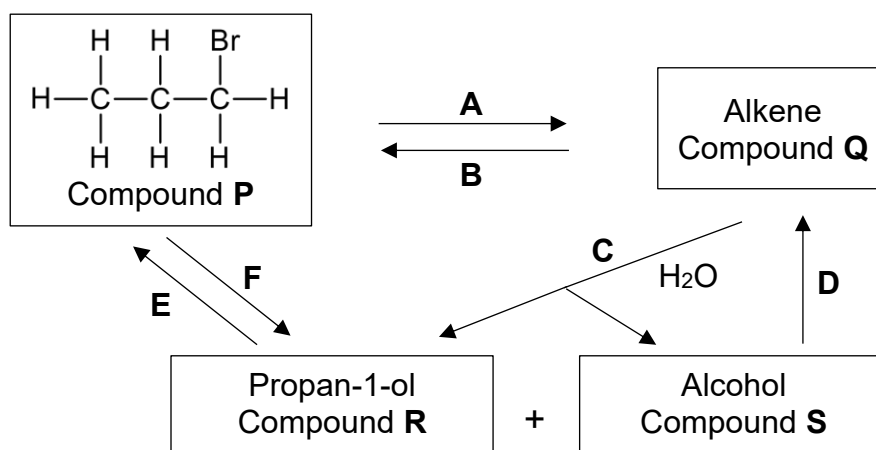 H H Br
H C C C H
H H H
Compound P
A
B
Alkene
Compound Q
C
H2O
D
E
F
Propan-1-ol
Compound R
+
Alcohol
Compound S